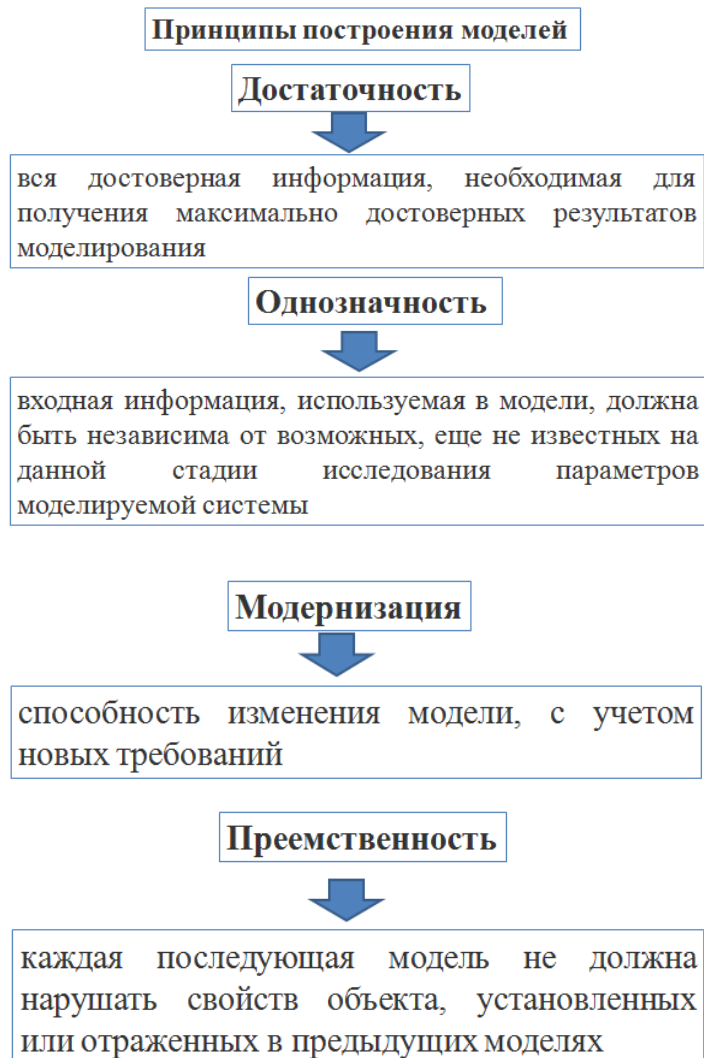 Принципы построения моделей
Достаточность
вся достоверная информация, необходимая для
получения максимально достоверных результатов
моделирования
Однозначность
входная информация, используемая в модели, должна
быть независима от возможных, еще не известных на
данной стадии исследования параметров
моделируемой системы
Модернизация
способность изменения модели, с учетом
новых требований
Преемственность
каждая последующая модель не должна
нарушать свойств объекта, установленных
или отраженных в предыдущих моделях